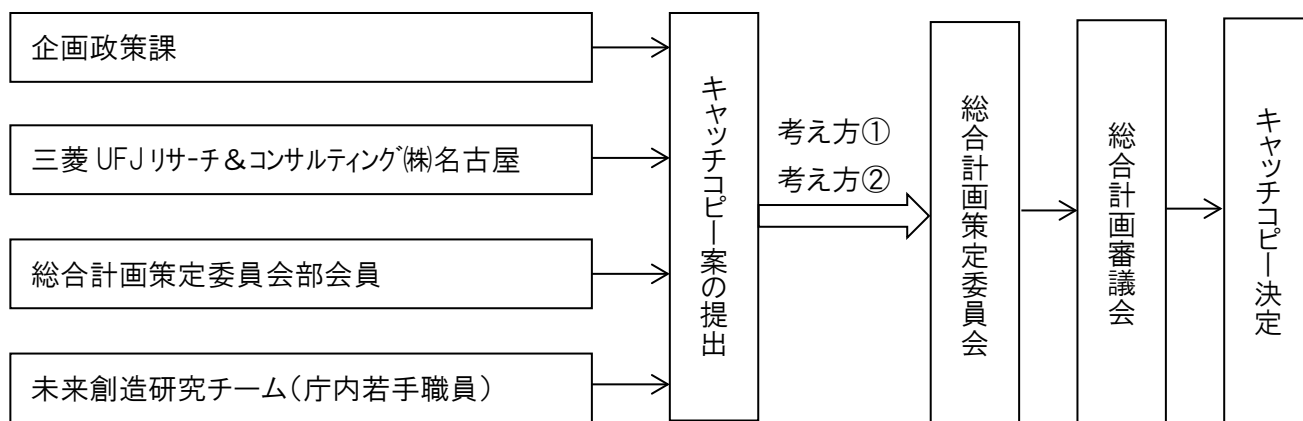 企画政策課
三菱 UFJ ﾘｻｰﾁ＆ｺﾝｻﾙﾃｨﾝｸﾞ㈱名古屋
総合計画策定委員会部会員
未来創造研究チーム（庁内若手職員）
キャッチコピー案の提出
考え方①
考え方②
総合計画策定委員会
総合計画審議会
キャッチコピー決定